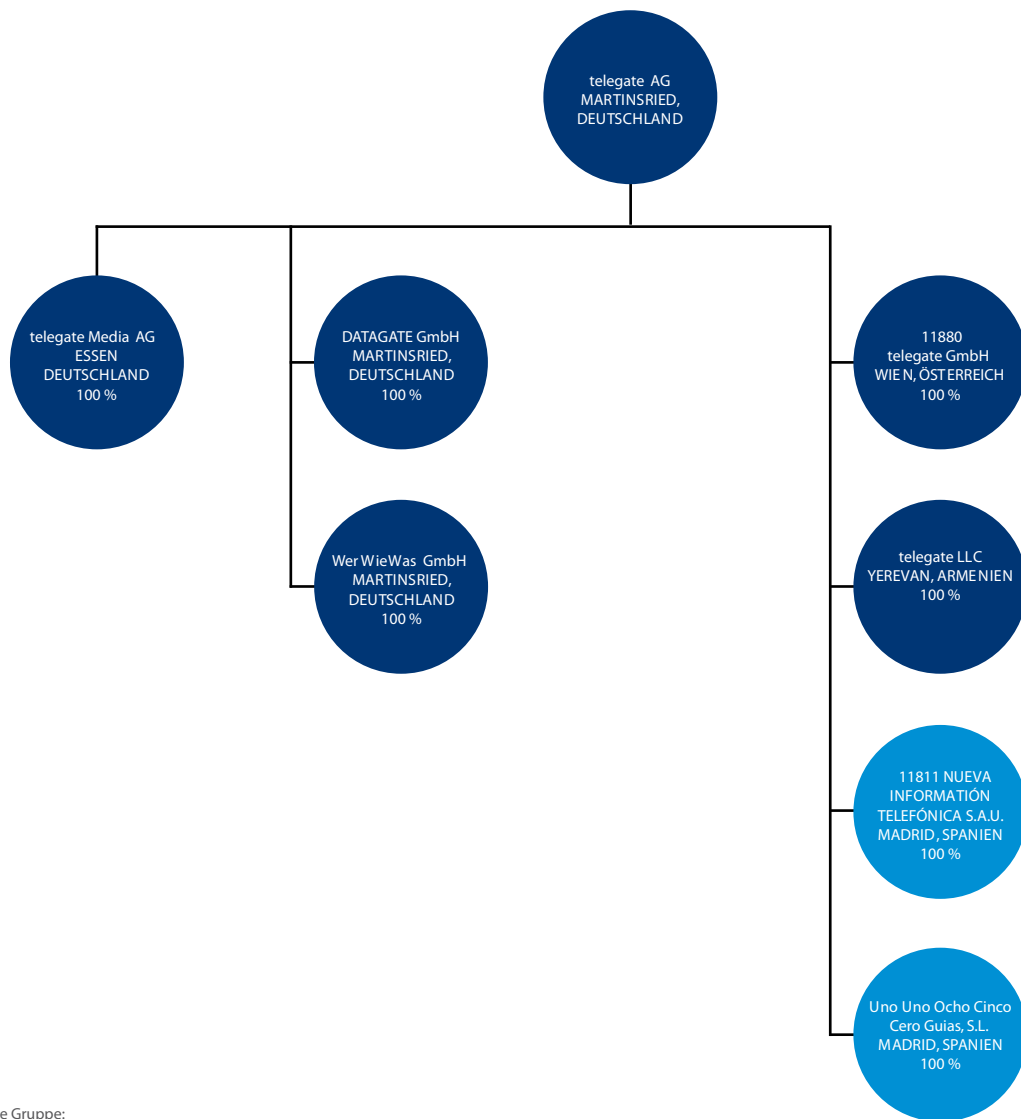 telegate AG
MARTINSRIED,
DEUTSCHLAND
telegate Media AG
ESSEN
DEUTSCHLAND
100 %
DATAGATE GmbH
MARTINSRIED,
DEUTSCHLAND
100 %
11880
telegate GmbH
WIEN, ÖSTERREICH
100 %
Wer WieWas GmbH
MARTINSRIED,
DEUTSCHLAND
100 %
telegate LLC
YEREVAN, ARMENIEN
100 %
11811 NUEVA
INFORMATIÓN
TELEFÓNICA S.A.U.
MADRID, SPANIEN
100 %
Uno Uno Ocho Cinco
Cero Guias, S.L.
MADRID, SPANIEN
100 %
e Gruppe: